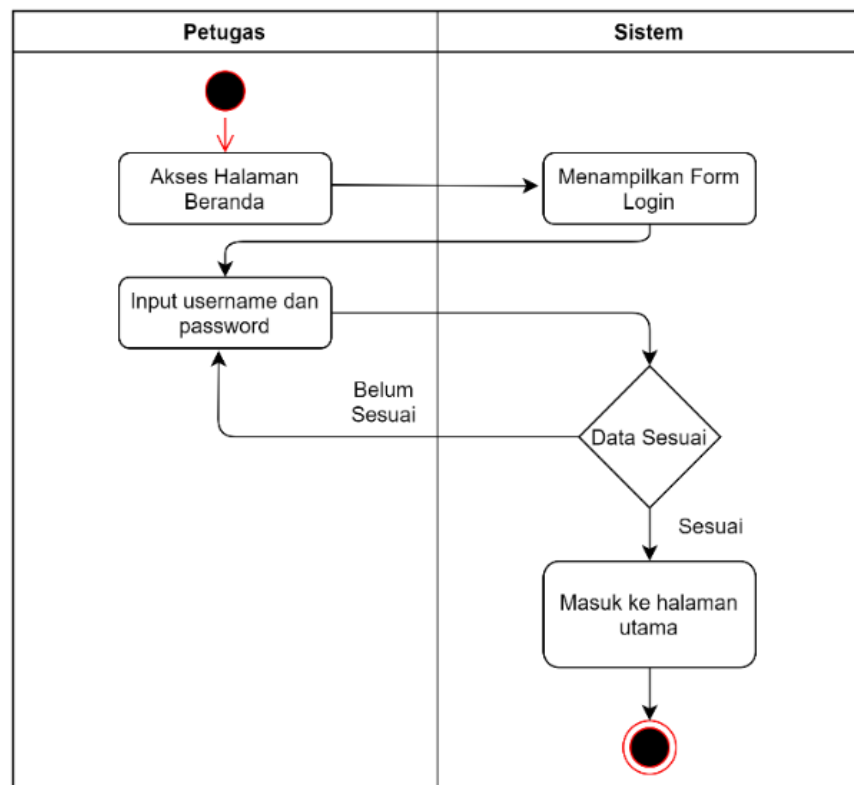 Petugas
Sistem
Akses Halaman
Beranda
Menampilkan Form
Login
Input username dan
password
Belum
Sesuai
Data Sesuai
Sesuai
Masuk ke halaman
utama